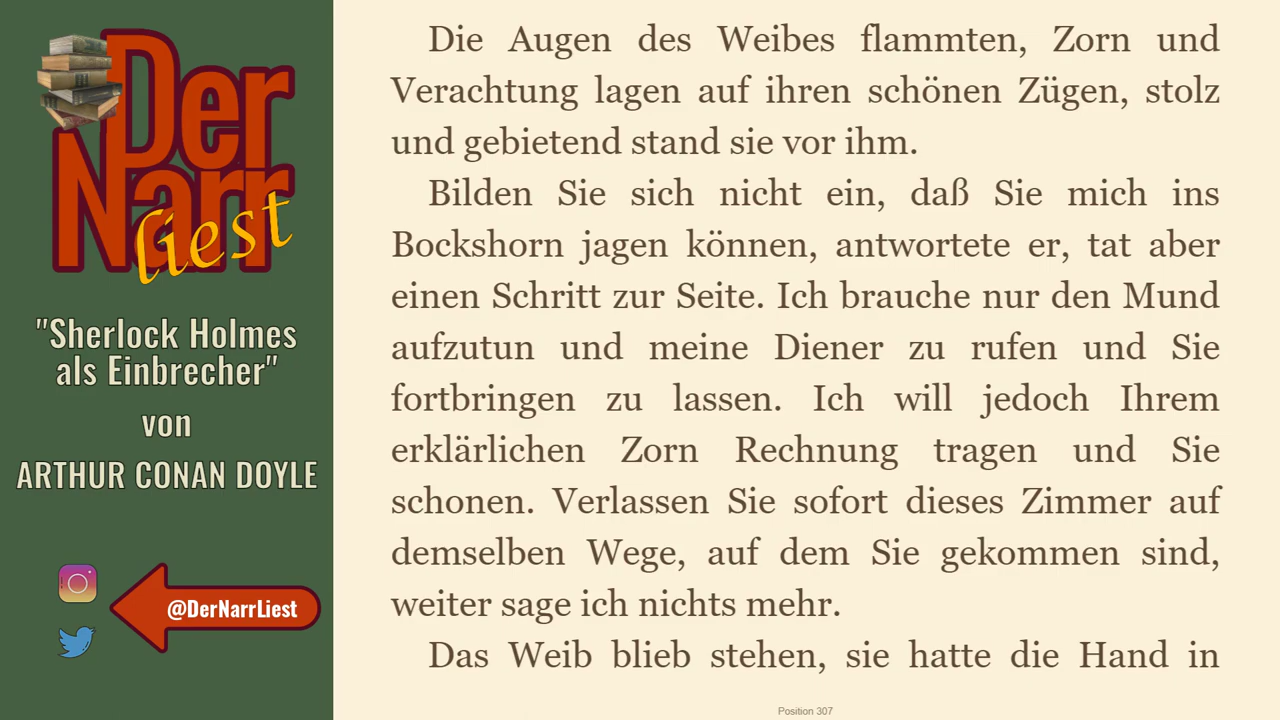 Der
Narr
liest
"Sherlock Holmes
als Einbrecher"
von
ARTHUR CONAN DOYLE
@DerNarrLiest
Die Augen des Weibes flammten, Zorn und
Verachtung lagen auf ihren schönen Zügen, stolz
und gebietend stand sie vor ihm.
Bilden Sie sich nicht ein, daß Sie mich ins
Bockshorn jagen können, antwortete er, tat aber
einen Schritt zur Seite. Ich brauche nur den Mund
aufzutun und meine Diener zu rufen und Sie
fortbringen zu lassen. Ich will jedoch Ihrem
erklärlichen Zorn Rechnung tragen und Sie
schonen. Verlassen Sie sofort dieses Zimmer auf
demselben Wege, auf dem Sie gekommen sind,
weiter sage ich nichts mehr.
Das Weib blieb stehen, sie hatte die Hand in
Position 307